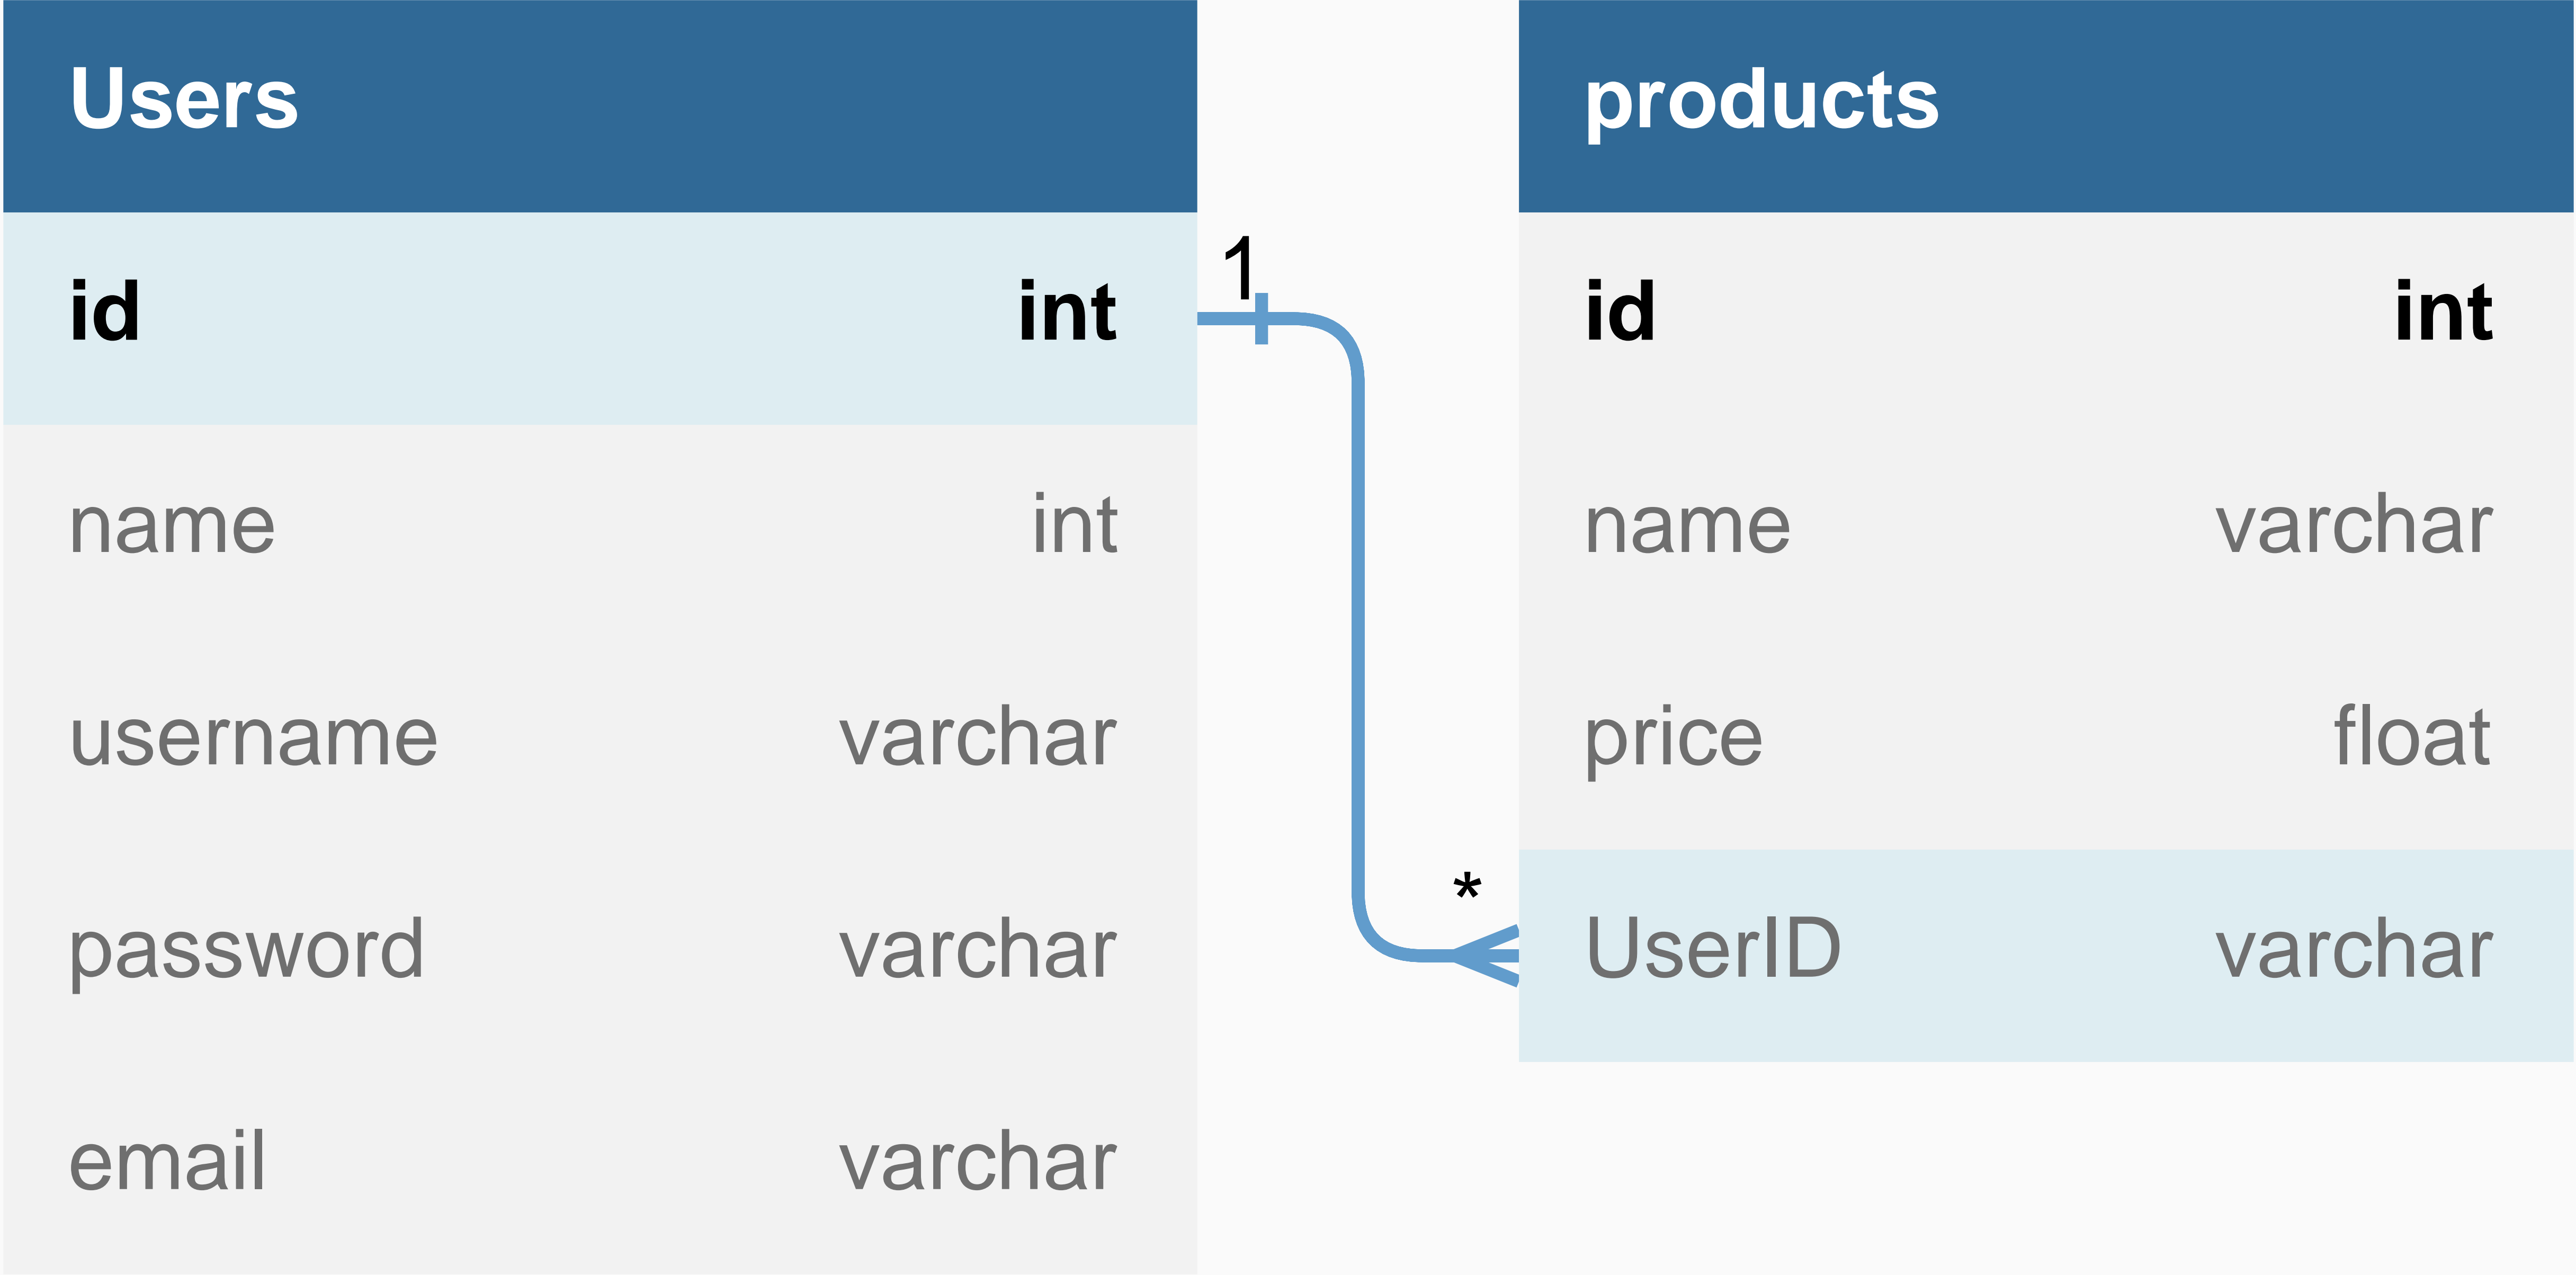 Users
id int
name int
username varchar
password varchar
email varchar
1
*
products
id int
name varchar
price float
UserID varchar